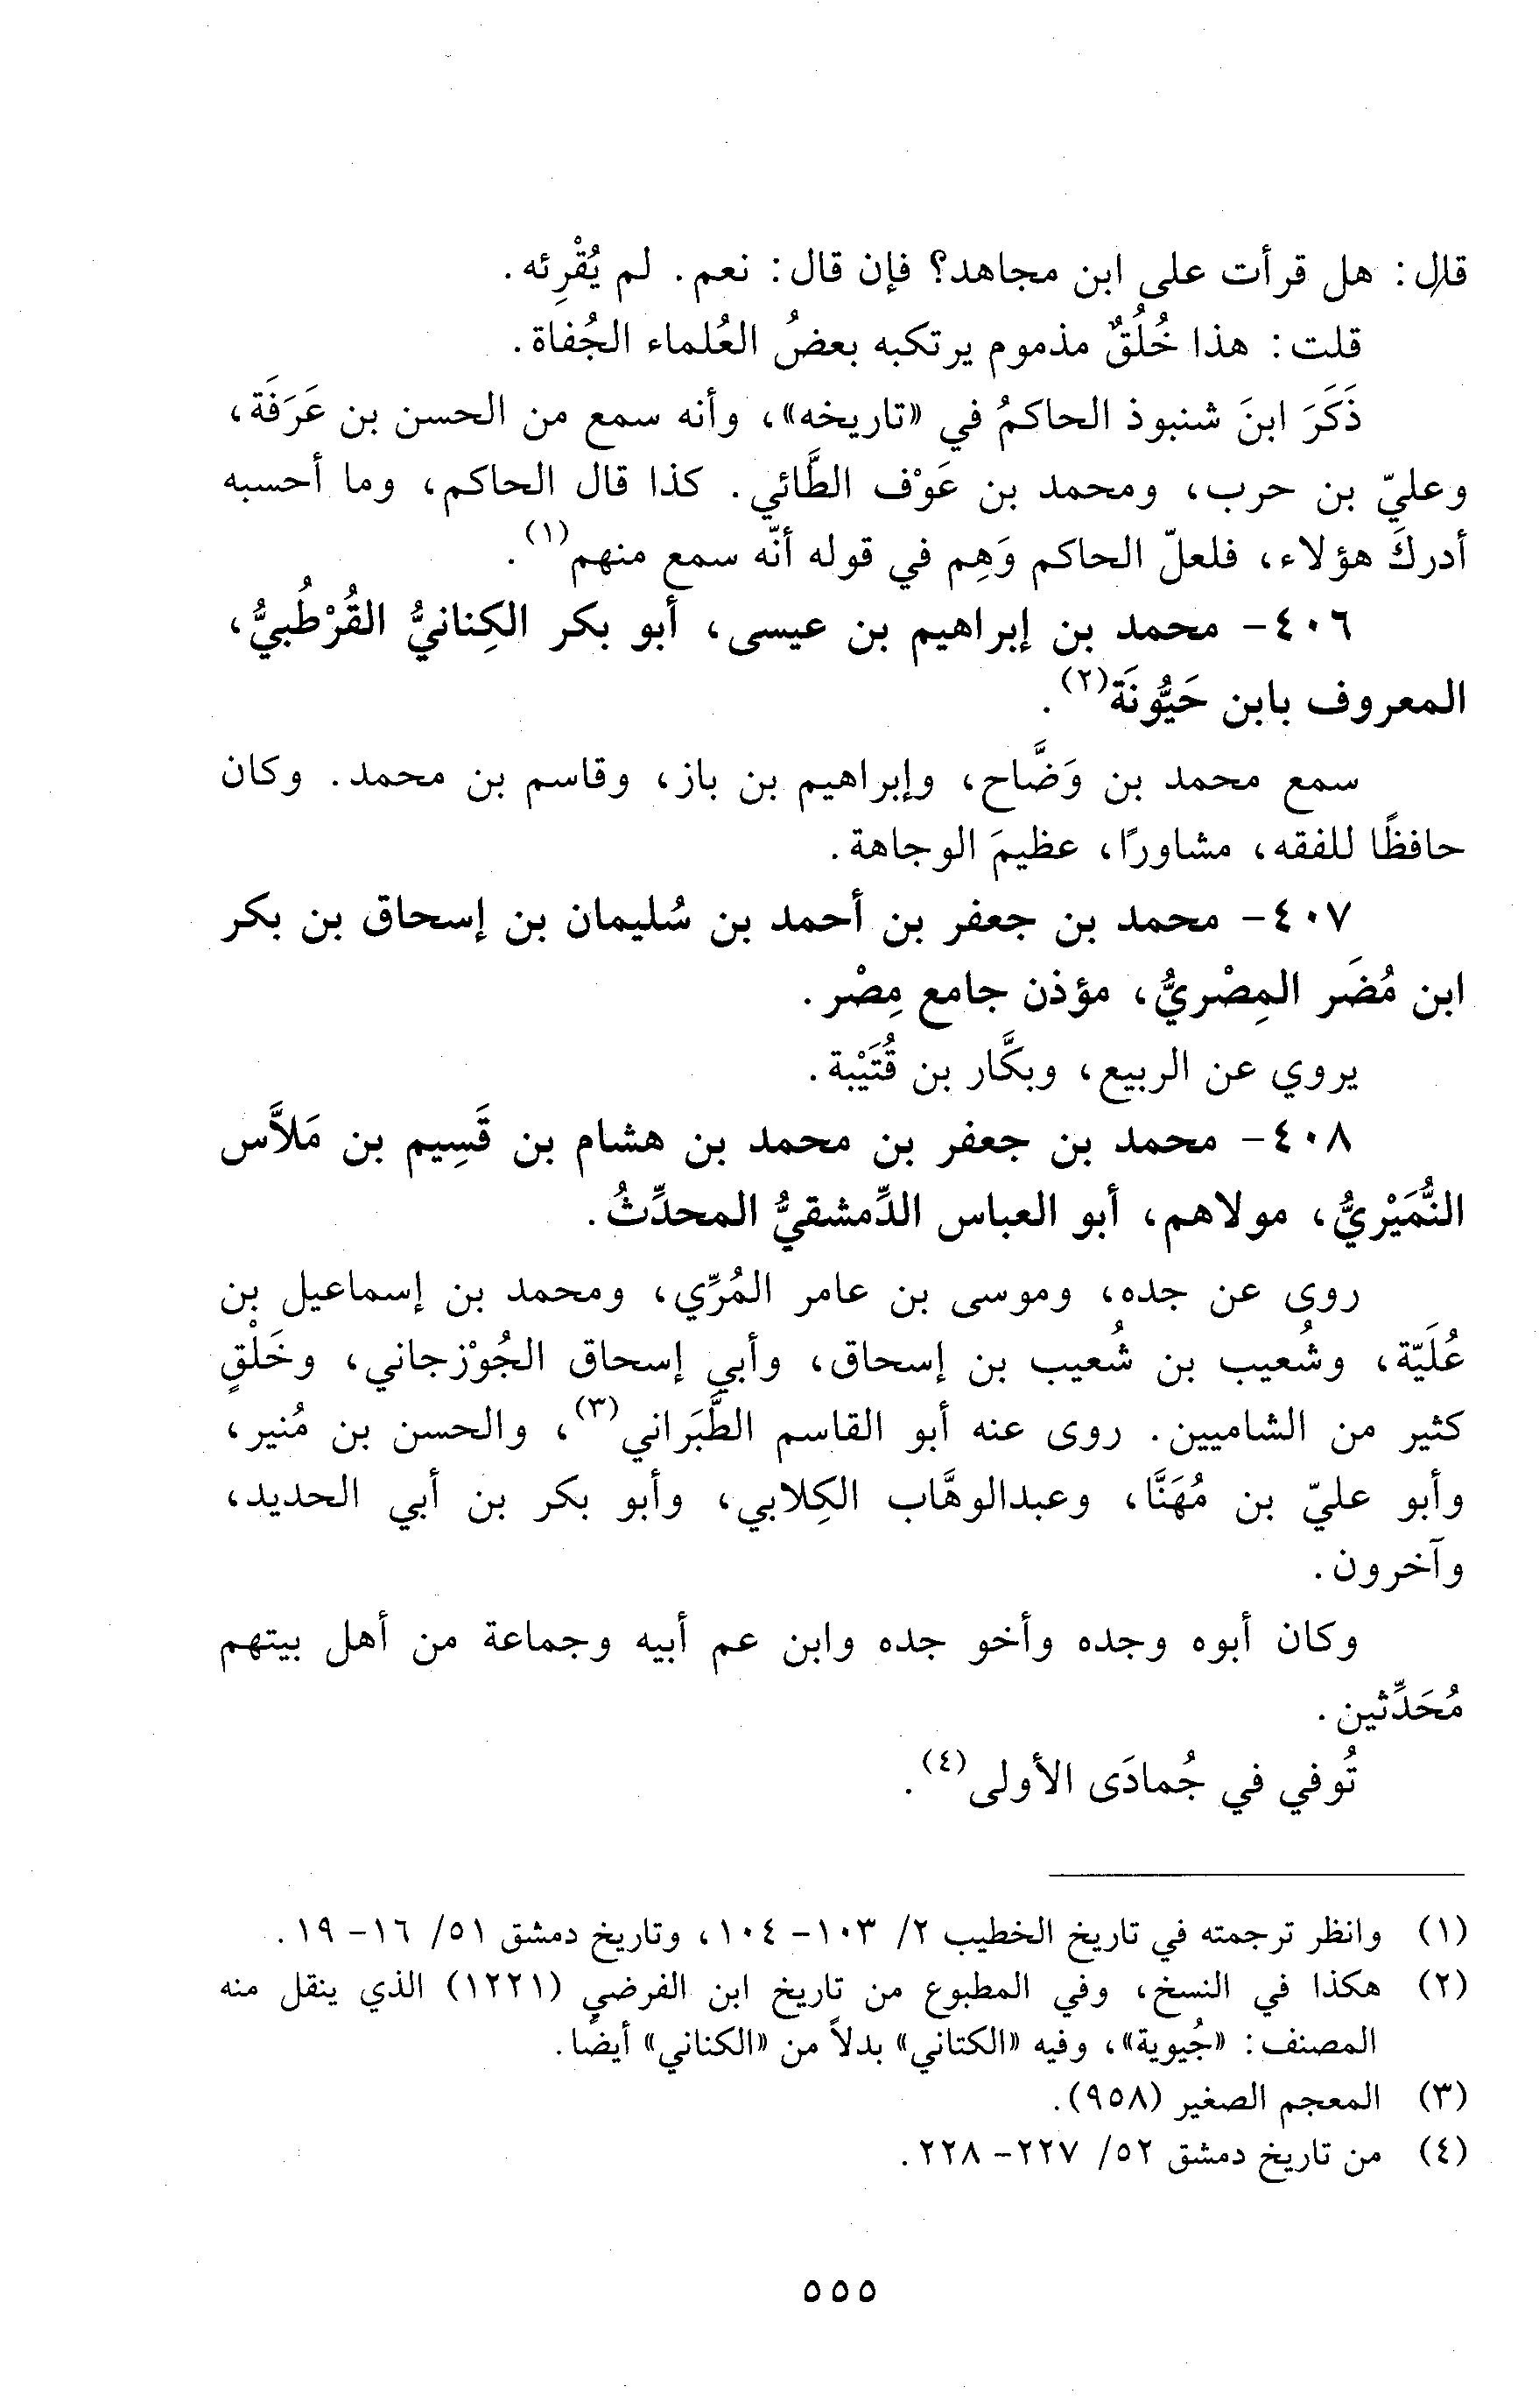 قال: هل قرأت على ابن مجاهد؟ فإن قال: نعم. لم يُقْرِئه.
قلت: هذا خُلُقٌ مذموم يرتكبه بعضُ العُلماء الجُفاة.
ذَكَرَ ابنَ شنبوذ الحاكمُ في «تاريخه»، وأنه سمع من الحسن بن عَرَفَة،
وعليّ بن حرب، ومحمد بن عَوْف الطَّائي. كذا قال الحاكم، وما أحسبه
أدركَ هؤلاء، فلعلّ الحاكم وَهِم في قوله أنّه سمع منهم(١).
٤٠٦- محمد بن إبراهيم بن عيسى، أبو بكر الكِنانيُّ القُرْطُبيُّ،
المعروف بابن حَيُّونَة(٢).
سمع محمد بن وَضَّاح، وإبراهيم بن باز، وقاسم بن محمد. وكان
حافظًا للفقه، مشاورًا، عظيمَ الوجاهة.
٤٠٧- محمد بن جعفر بن أحمد بن سُليمان بن إسحاق بن بكر
ابن مُضَر المِصْريُّ، مؤذن جامع مِصْر.
يروي عن الربيع، وبكَّار بن قُتَيْبة.
٤٠٨- محمد بن جعفر بن محمد بن هشام بن قَسِيم بن مَلاَّس
النُّمَيْريُّ، مولاهم، أبو العباس الدِّمشقيُّ المحدِّثُ.
روى عن جده، وموسى بن عامر المُرِّي، ومحمد بن إسماعيل بن
عُلَيّة، وشُعيب بن شُعيب بن إسحاق، وأبي إسحاق الجُوْزجاني، وخَلْقٍ
كثير من الشاميين. روى عنه أبو القاسم الطَّبَراني(٣)، والحسن بن مُنير،
وأبو عليّ بن مُهَنَّا، وعبدالوهَّاب الكِلابي، وأبو بكر بن أبي الحديد،
وآخرون.
وكان أبوه وجده وأخو جده وابن عم أبيه وجماعة من أهل بيتهم
مُحَدِّثين.
تُوفي في جُمادَى الأولى(٤).
(١) وانظر ترجمته في تاريخ الخطيب ٢/ ١٠٣- ١٠٤، وتاريخ دمشق ٥١/ ١٦- ١٩.
(٢) هكذا في النسخ، وفي المطبوع من تاريخ ابن الفرضي (١٢٢١) الذي ينقل منه
المصنف: «جُيوية»، وفيه «الكتاني» بدلاً من «الكناني» أيضًا.
(٣) المعجم الصغير (٩٥٨).
(٤) من تاريخ دمشق ٥٢/ ٢٢٧- ٢٢٨.
٥٥٥